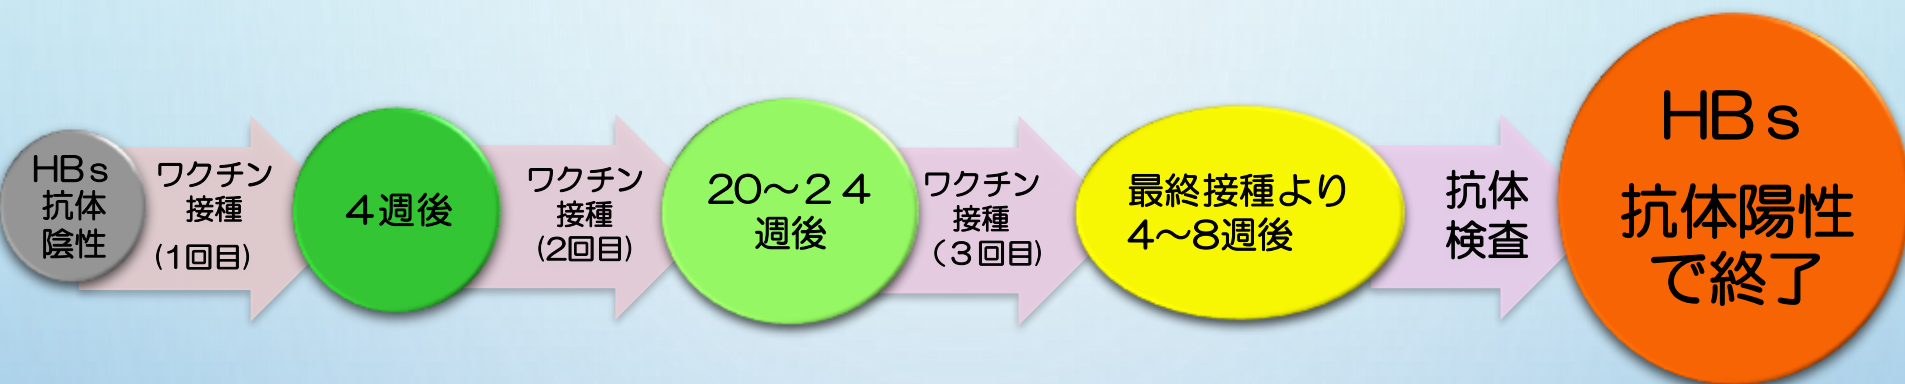 HBs
抗体
陰性
ワクチン
接種
(1回目)
4週後
ワクチン
接種
(2回目)
20～24
週後
ワクチン
接種
(3回目)
最終接種より
4～8週後
抗体
検査
HBs
抗体陽性
で終了